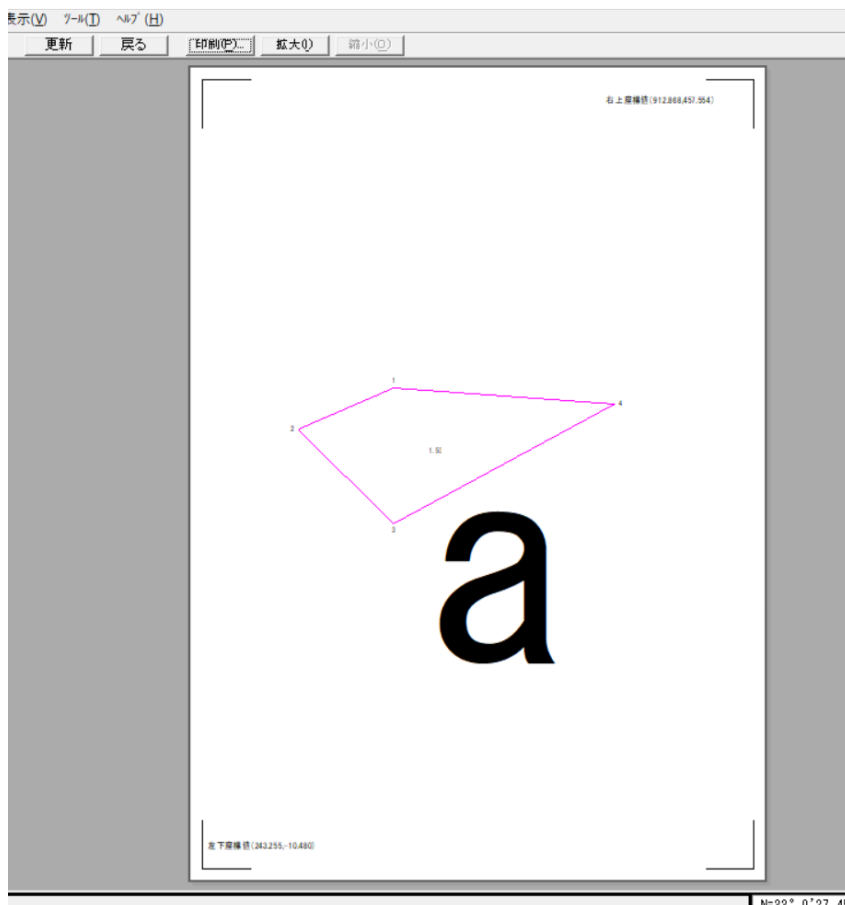 表示(V) ツール(T) ヘルプ(H)
更新 戻る 印刷(P)... 拡大(I) 縮小(O)
右上座標値(912.868,457.554)
1
4
2
1.50
3
a
左下座標値(243.255,-10.480)